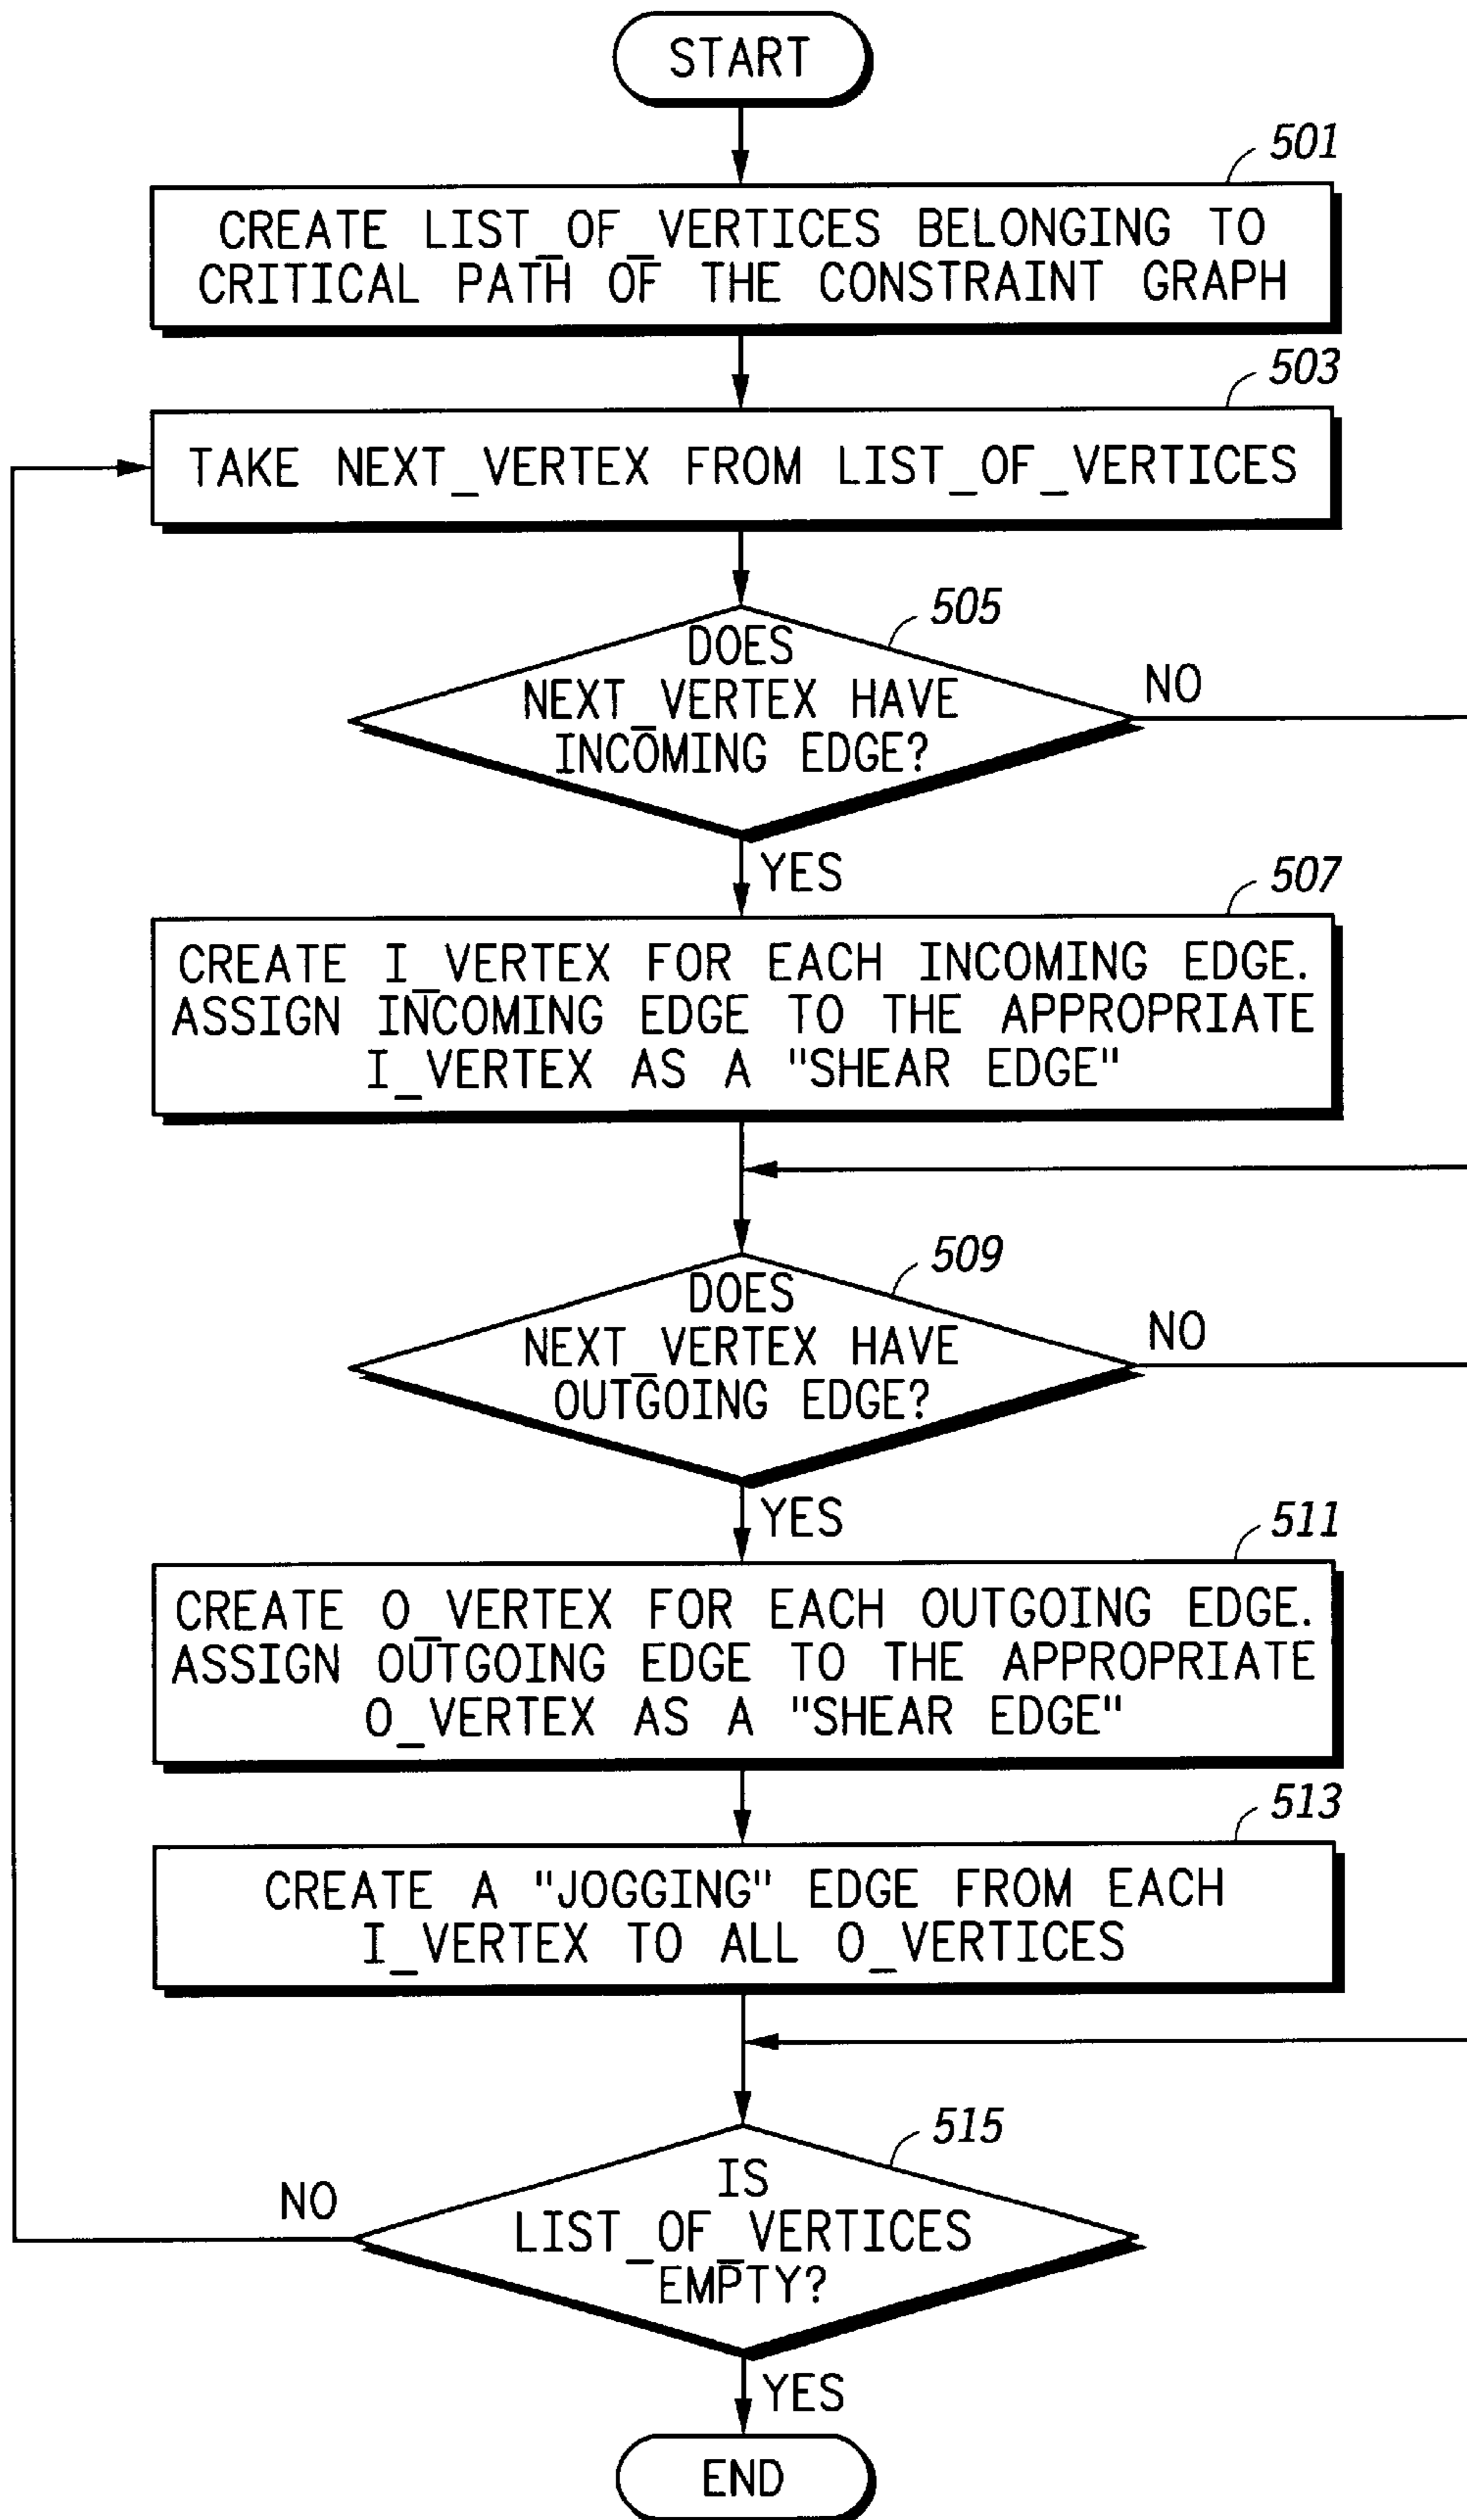 START
501
CREATE LIST_OF_VERTICES BELONGING TO
CRITICAL PATH OF THE CONSTRAINT GRAPH
503
TAKE NEXT_VERTEX FROM LIST_OF_VERTICES
505
DOES
NEXT_VERTEX HAVE
INCOMING EDGE?
NO
YES
507
CREATE I_VERTEX FOR EACH INCOMING EDGE.
ASSIGN INCOMING EDGE TO THE APPROPRIATE
I_VERTEX AS A "SHEAR EDGE"
509
DOES
NEXT_VERTEX HAVE
OUTGOING EDGE?
NO
YES
511
CREATE O_VERTEX FOR EACH OUTGOING EDGE.
ASSIGN OUTGOING EDGE TO THE APPROPRIATE
O_VERTEX AS A "SHEAR EDGE"
513
CREATE A "JOGGING" EDGE FROM EACH
I_VERTEX TO ALL O_VERTICES
515
IS
LIST_OF_VERTICES
EMPTY?
NO
YES
END